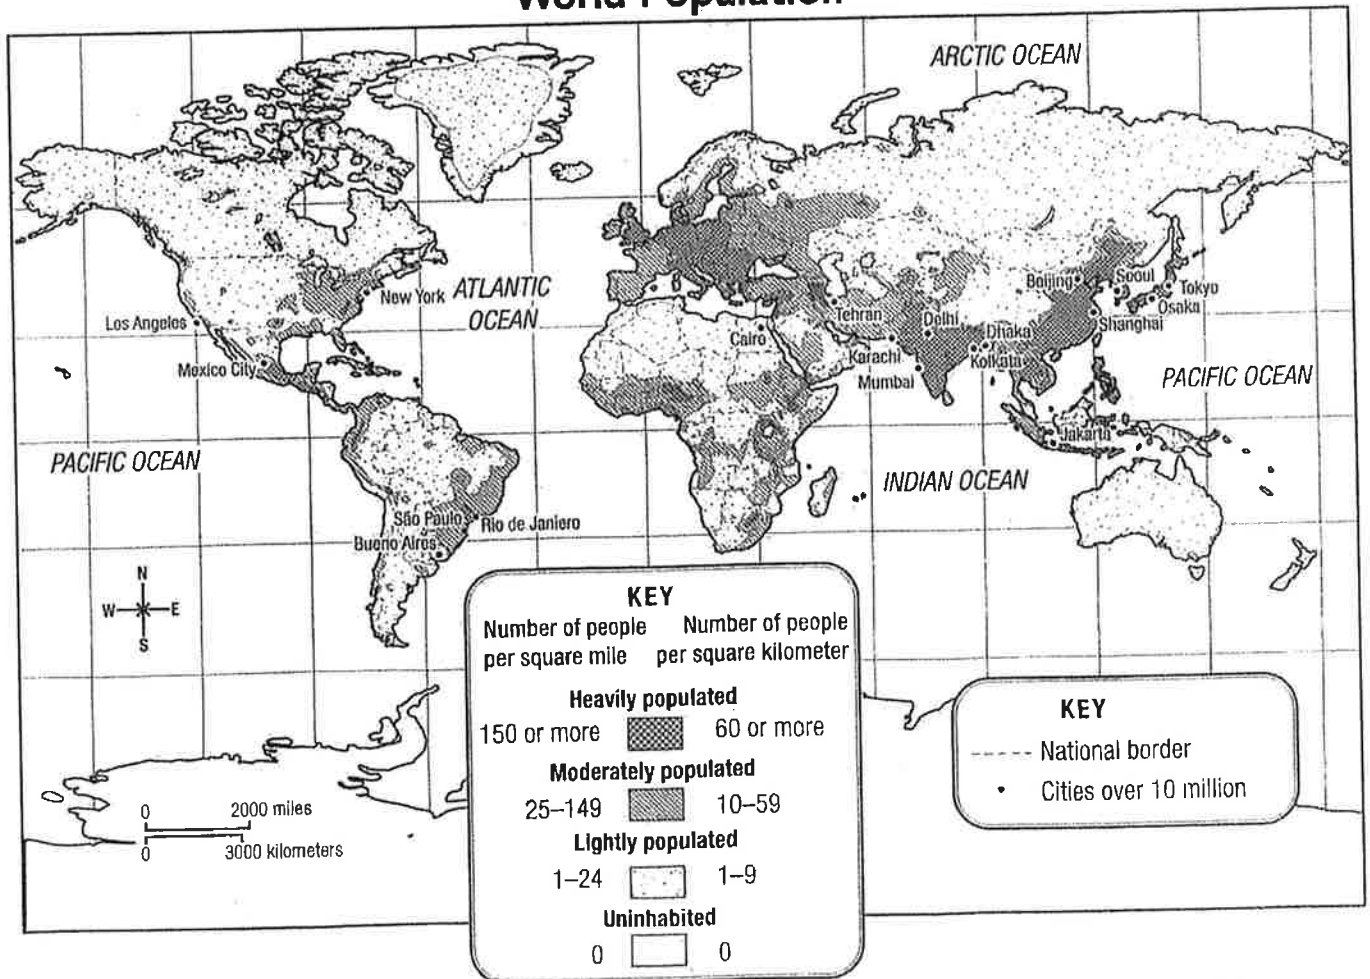 World Population
ARCTIC OCEAN
New York
ATLANTIC
OCEAN
Los Angeles
Mexico City
Beijing
Seoul
Tokyo
Osaka
Tehran
Delhi
Shanghai
Cairo
Dhaka
Karachi
Kolkata
Mumbai
PACIFIC OCEAN
Jakarta
PACIFIC OCEAN
INDIAN OCEAN
São Paulo
Rio de Janiero
Bueno Aires
N
W
E
S
KEY
Number of people
per square mile
Number of people
per square kilometer
Heavily populated
150 or more
60 or more
Moderately populated
25–149
10–59
Lightly populated
1–24
1–9
Uninhabited
0
0
KEY
National border
Cities over 10 million
0 2000 miles
0 3000 kilometers